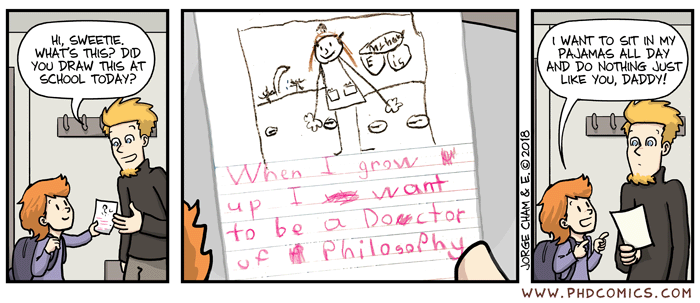 HI, SWEETIE.
WHAT'S THIS? DID
YOU DRAW THIS AT
SCHOOL TODAY?
E
is
When I grow
up I want
to be a Doctor
of Philosophy
I WANT TO SIT IN MY
PAJAMAS ALL DAY
AND DO NOTHING JUST
LIKE YOU, DADDY!
JORGE CHAM & E. © 2018
WWW.PHDCOMICS.COM